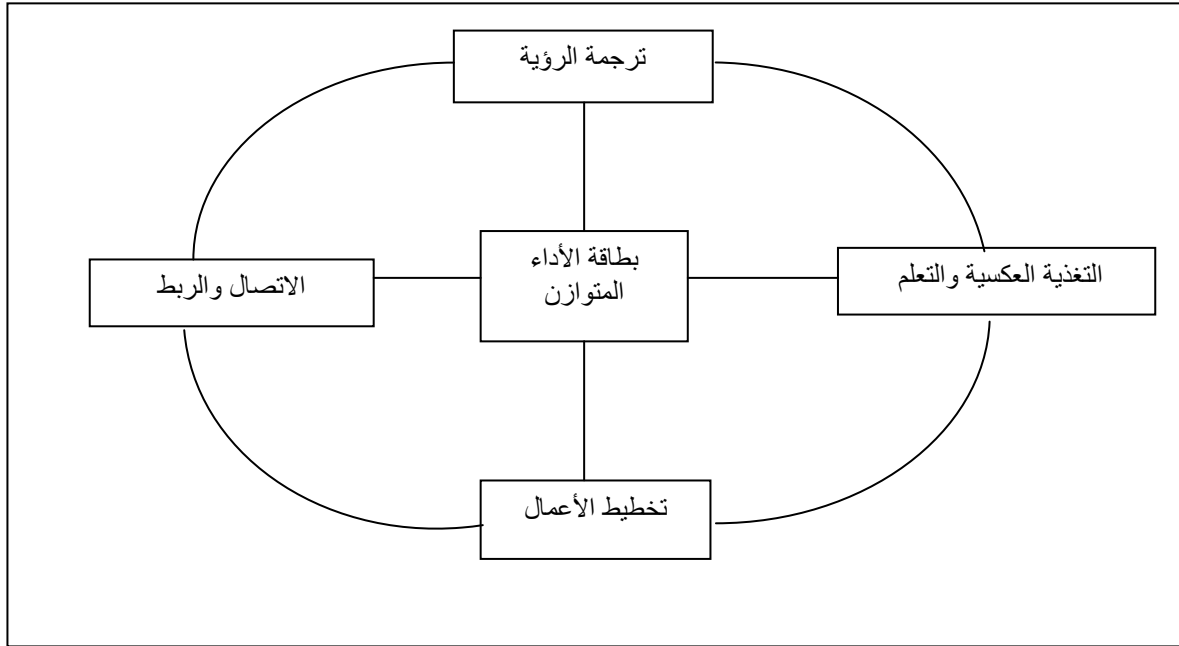 ترجمة الرؤية
بطاقة الأداء
المتوازن
التغذية العكسية والتعلم
الاتصال والربط
تخطيط الأعمال